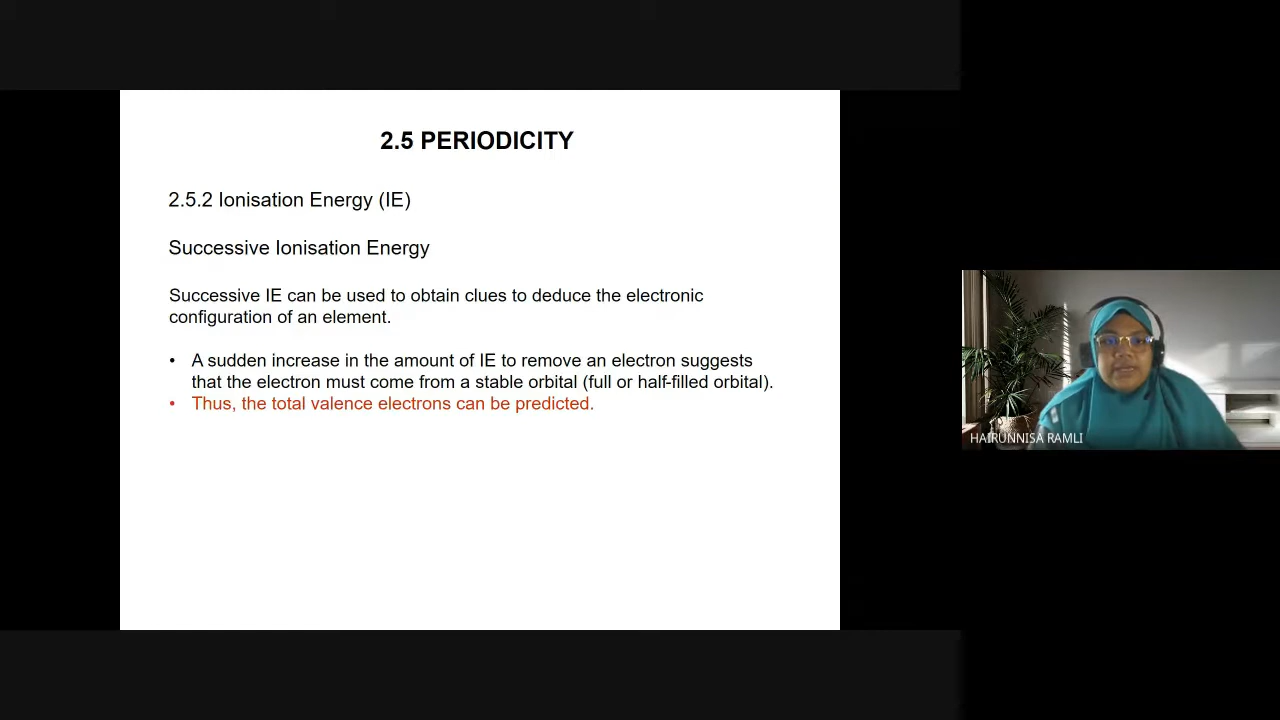 2.5 PERIODICITY
2.5.2 Ionisation Energy (IE)
Successive Ionisation Energy
Successive IE can be used to obtain clues to deduce the electronic
configuration of an element.
• A sudden increase in the amount of IE to remove an electron suggests
that the electron must come from a stable orbital (full or half-filled orbital).
• Thus, the total valence electrons can be predicted.
HAIRUNNISA RAMLI